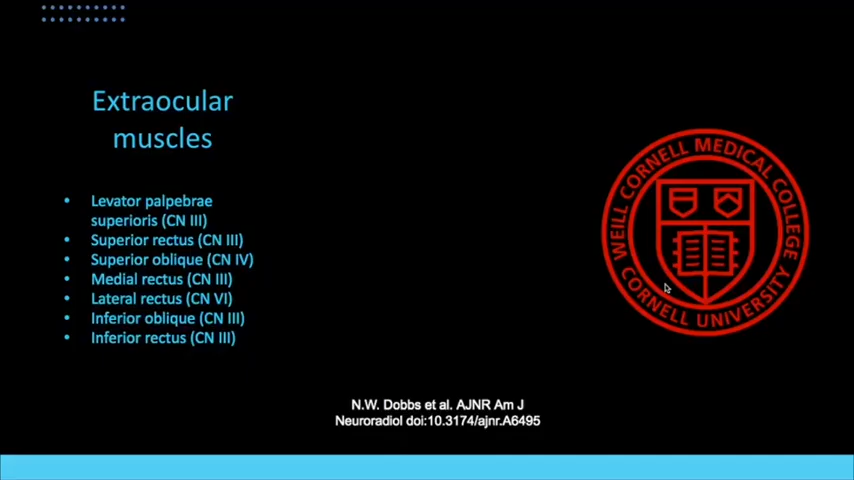 Extraocular
muscles
• Levator palpebrae
superioris (CN III)
• Superior rectus (CN III)
• Superior oblique (CN IV)
• Medial rectus (CN III)
• Lateral rectus (CN VI)
• Inferior oblique (CN III)
• Inferior rectus (CN III)
WEILL CORNELL MEDICAL COLLEGE
CORNELL UNIVERSITY
N.W. Dobbs et al. AJNR Am J
Neuroradiol doi:10.3174/ajnr.A6495